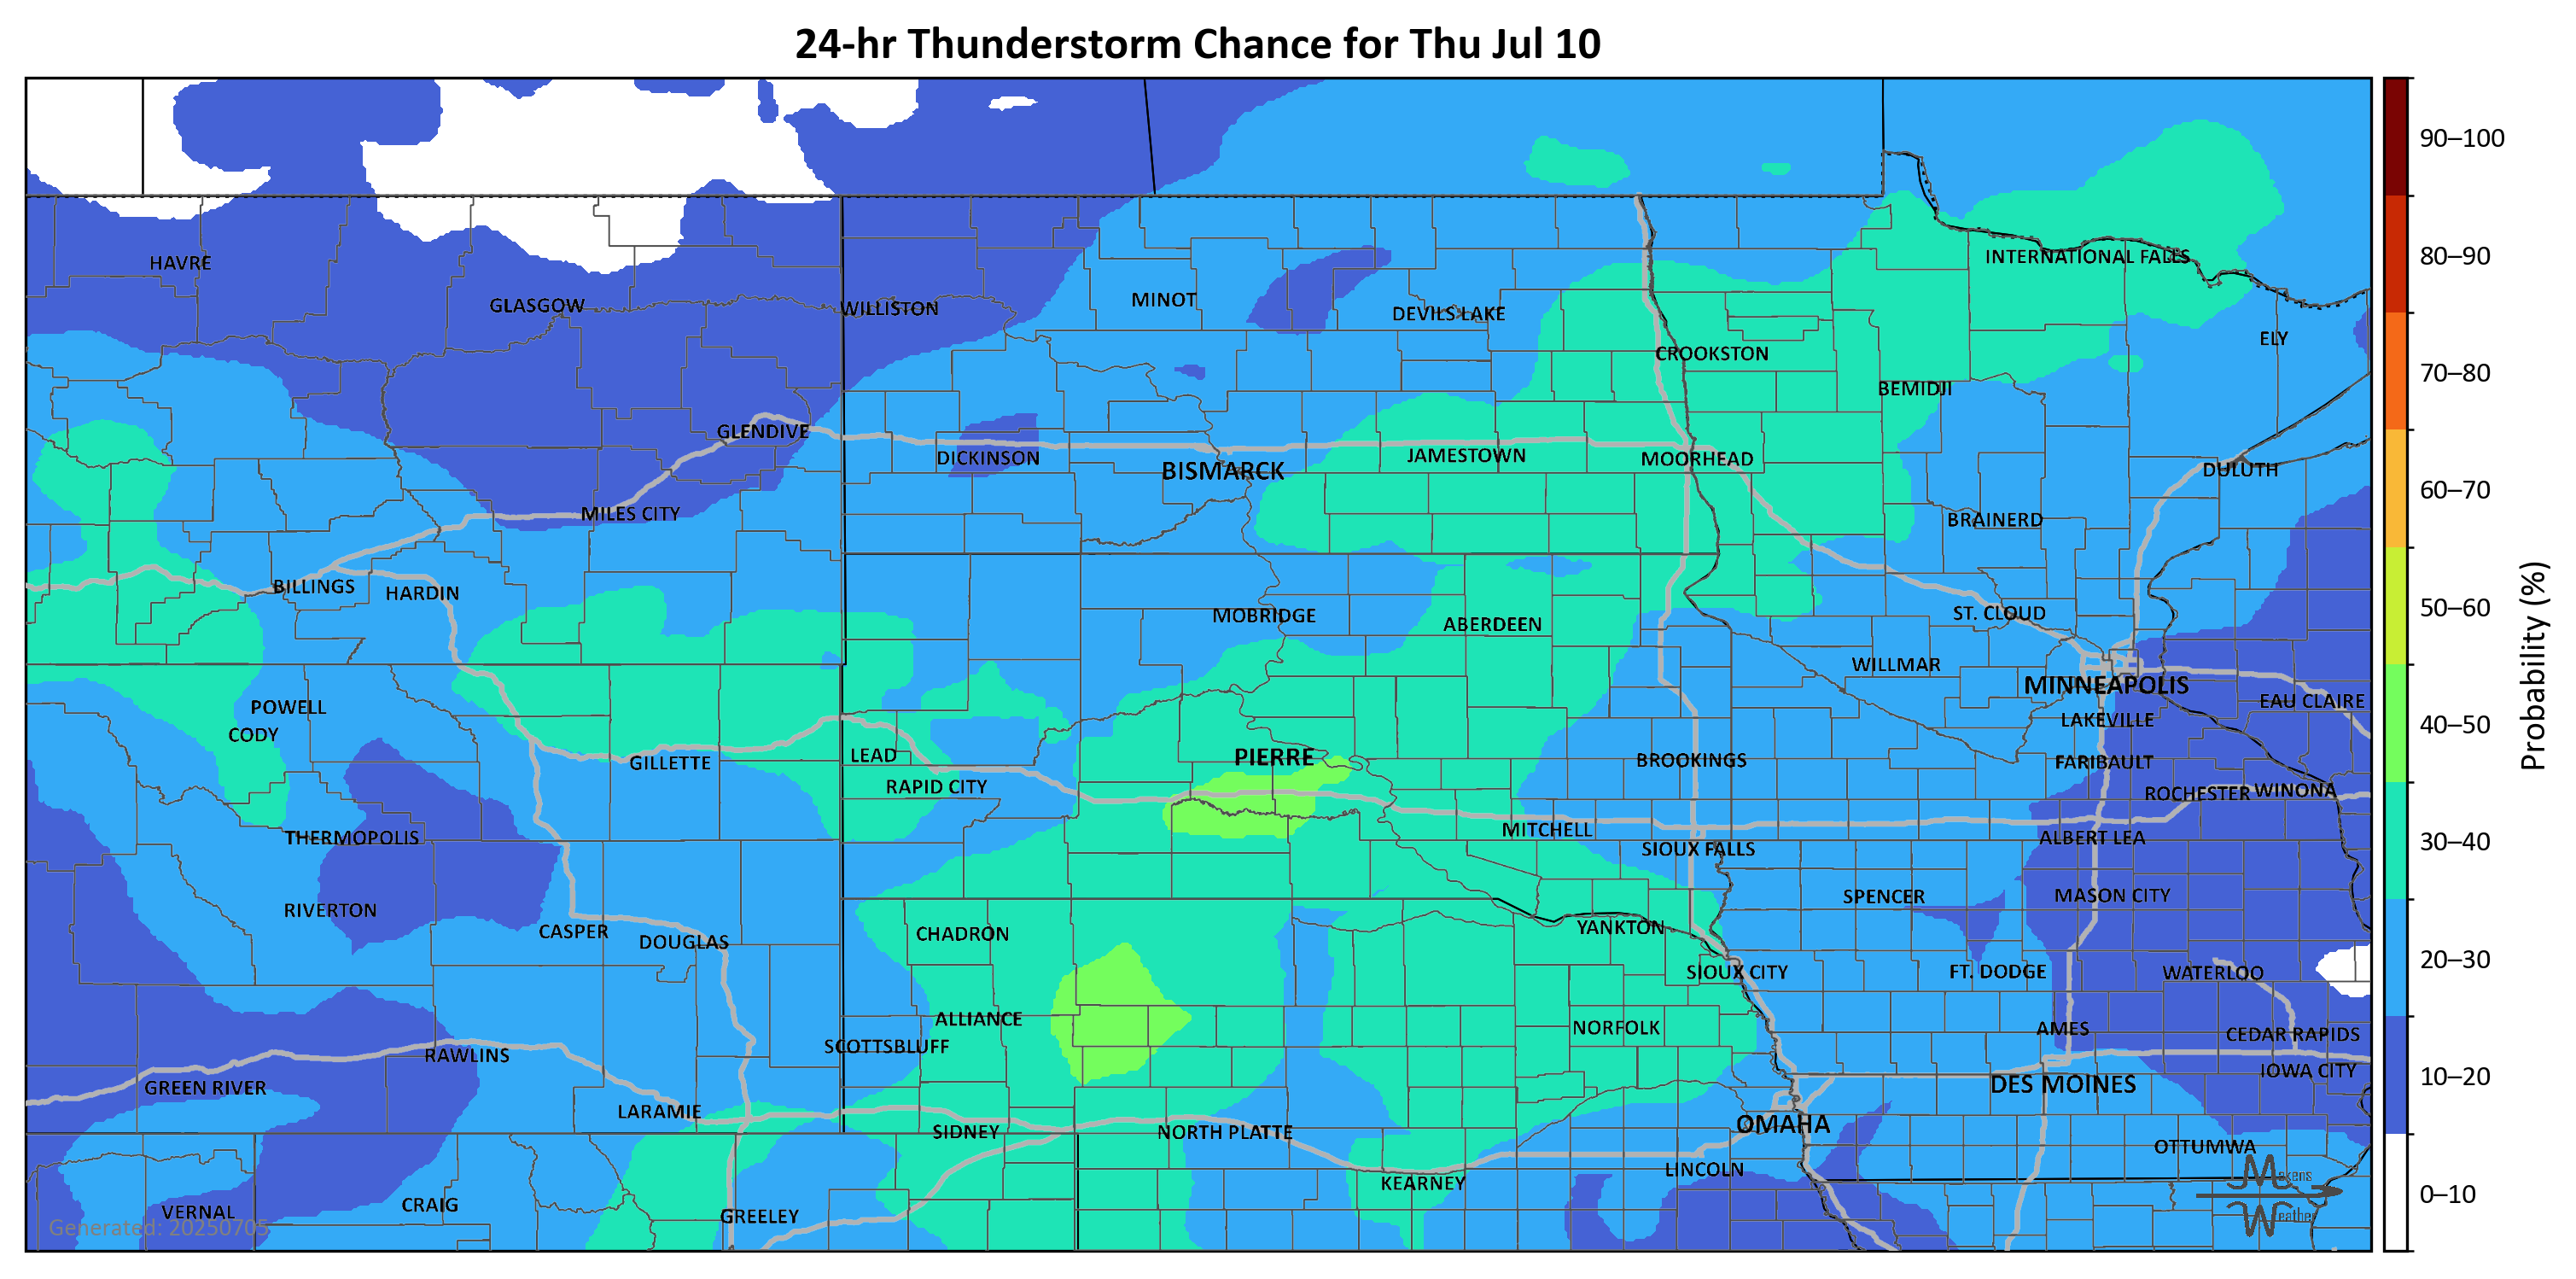 24-hr Thunderstorm Chance for Thu Jul 10
90–100
INTERNATIONAL FALLS
80–90
HAVRE
MINOT
GLASGOW
WILLISTON
DEVILS LAKE
ELY
CROOKSTON
70–80
BEMIDJI
GLENDIVE
DICKINSON
JAMESTOWN
MOORHEAD
BISMARCK
DULUTH
60–70
MILES CITY
BRAINERD
BILLINGS
HARDIN
50–60
ST. CLOUD
MOBRIDGE
ABERDEEN
WILLMAR
Probability (%)
MINNEAPOLIS
EAU CLAIRE
POWELL
LAKEVILLE
40–50
CODY
LEAD
PIERRE
BROOKINGS
FARIBAULT
GILLETTE
RAPID CITY
ROCHESTER
WINONA
MITCHELL
THERMOPOLIS
ALBERT LEA
30–40
SIOUX FALLS
SPENCER
MASON CITY
RIVERTON
YANKTON
CASPER
CHADRON
DOUGLAS
20–30
SIOUX CITY
FT. DODGE
WATERLOO
ALLIANCE
NORFOLK
AMES
CEDAR RAPIDS
SCOTTSBLUFF
RAWLINS
IOWA CITY
10–20
GREEN RIVER
DES MOINES
LARAMIE
OMAHA
SIDNEY
NORTH PLATTE
OTTUMWA
LINCOLN
Makens
KEARNEY
0–10
CRAIG
VERNAL
GREELEY
Weather
Generated: 20250705